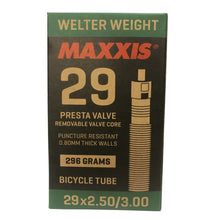 WELTER WEIGHT
MAXXIS®
29
PRESTA VALVE
REMOVABLE VALVE CORE
PUNCTURE RESISTANT
0.80MM THICK WALLS
296 GRAMS
BICYCLE TUBE
29x2.50/3.00